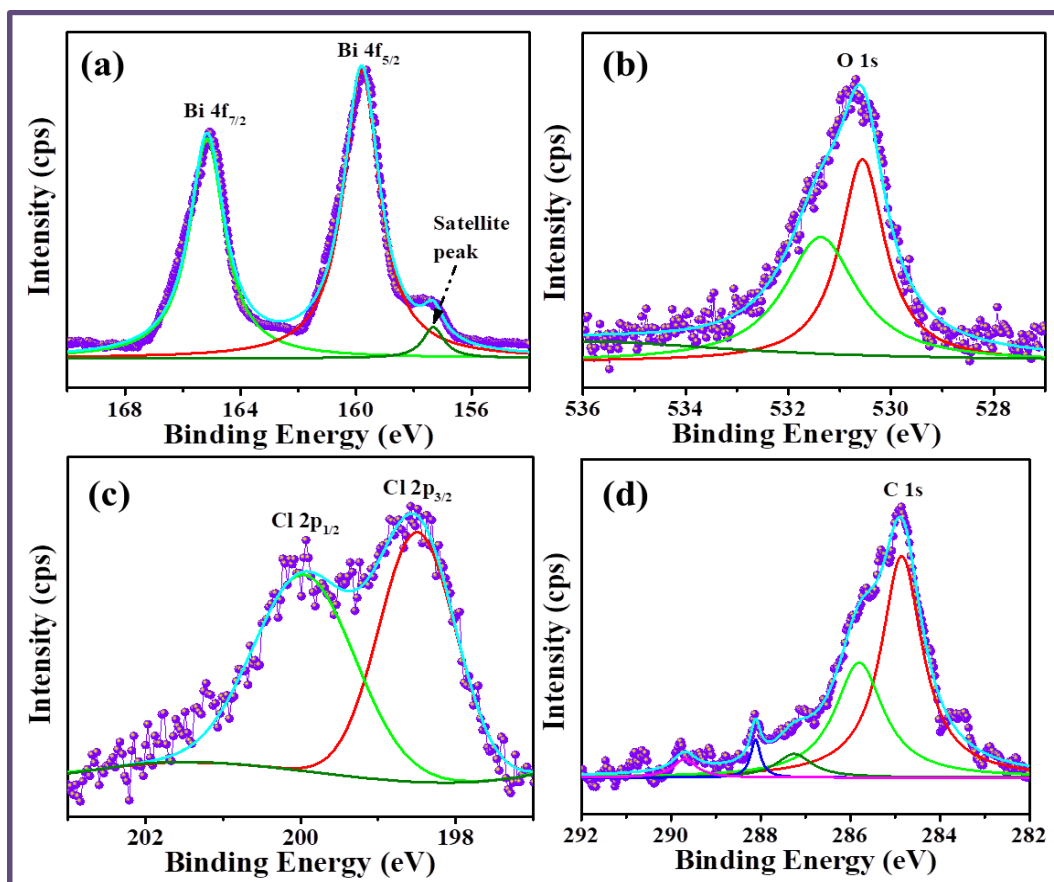 (a)
Bi 4f5/2
Bi 4f7/2
Satellite
peak
Intensity (cps)
168 164 160 156
Binding Energy (eV)
(b)
O 1s
Intensity (cps)
536 534 532 530 528
Binding Energy (eV)
(c)
Cl 2p3/2
Cl 2p1/2
Intensity (cps)
202 200 198
Binding Energy (eV)
(d)
C 1s
Intensity (cps)
292 290 288 286 284 282
Binding Energy (eV)